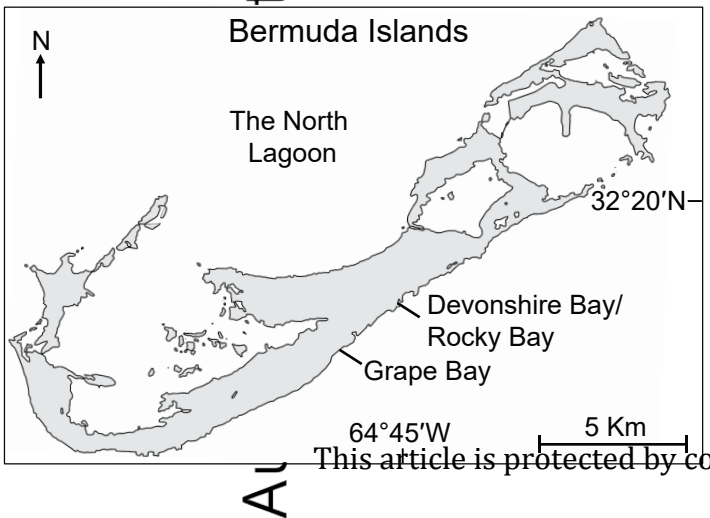 Bermuda Islands
N
The North
Lagoon
32°20′N
Devonshire Bay/
Rocky Bay
Grape Bay
64°45′W
5 Km
This article is protected by co